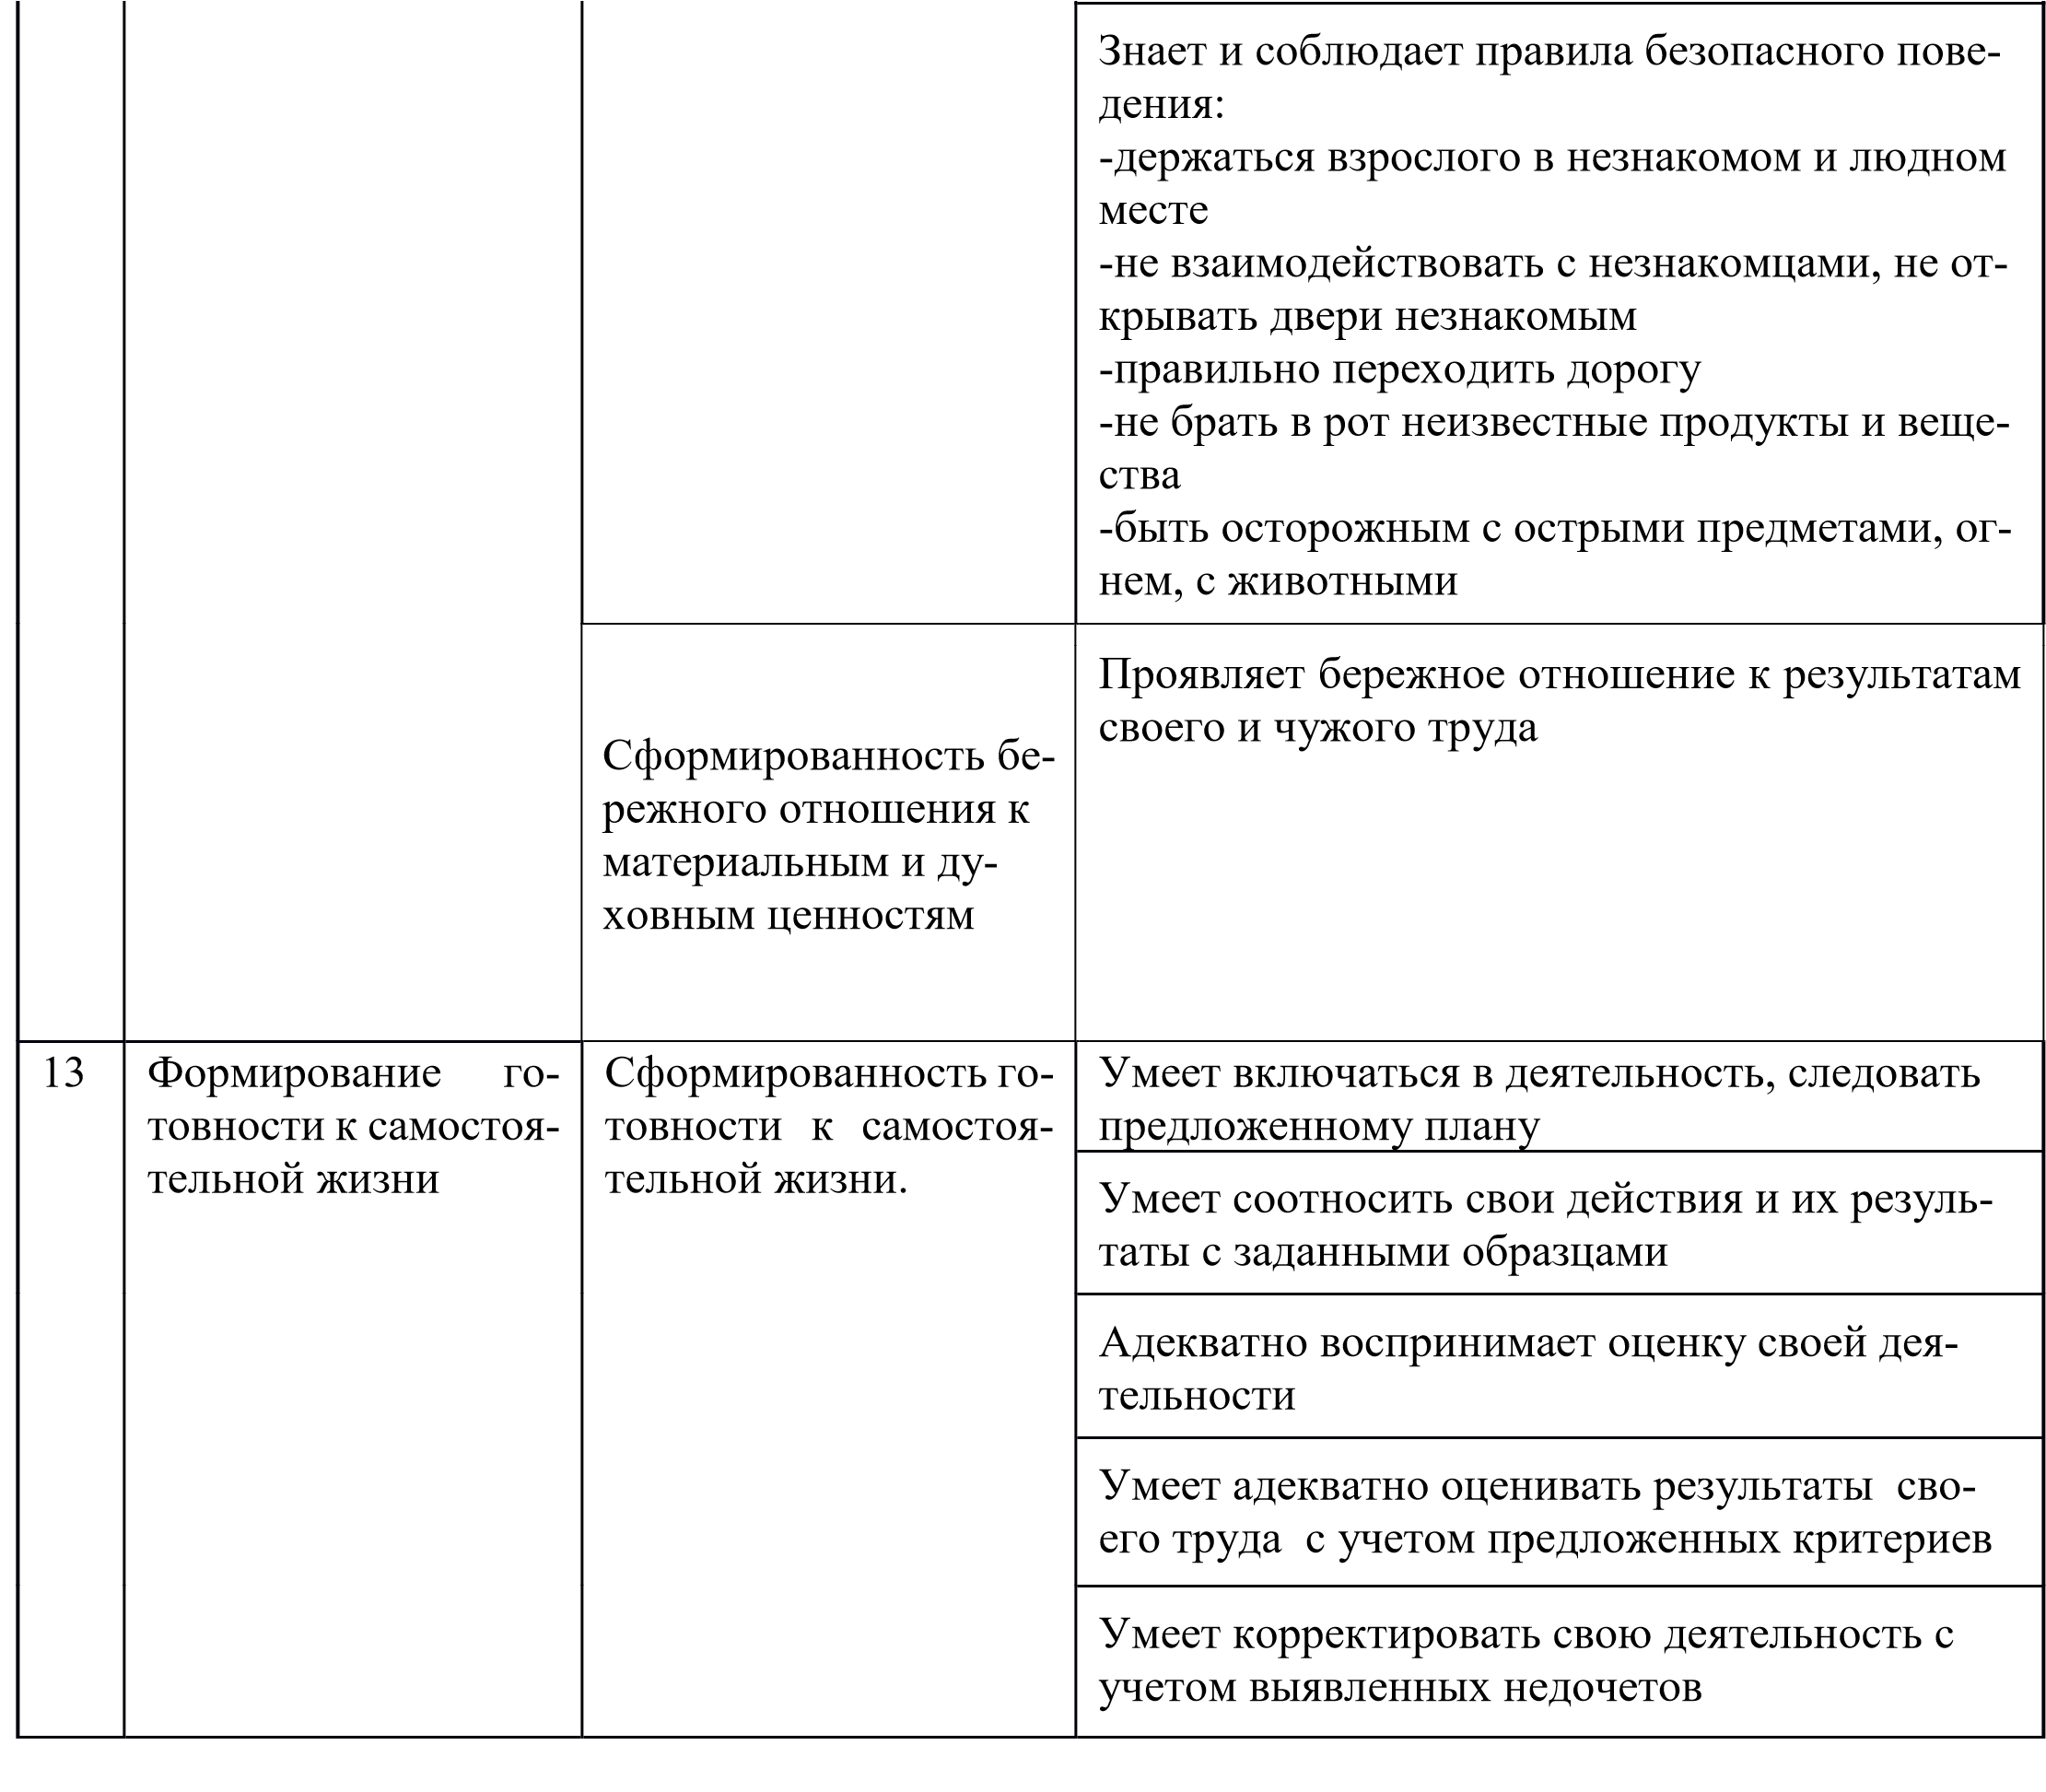 Знает и соблюдает правила безопасного пове-
дения:
-держаться взрослого в незнакомом и людном
месте
-не взаимодействовать с незнакомцами, не от-
крывать двери незнакомым
-правильно переходить дорогу
-не брать в рот неизвестные продукты и веще-
ства
-быть осторожным с острыми предметами, ог-
нем, с животными
Сформированность бе-
режного отношения к
материальным и ду-
ховным ценностям
Проявляет бережное отношение к результатам
своего и чужого труда
13
Формирование го-
товности к самостоя-
тельной жизни
Сформированность го-
товности к самостоя-
тельной жизни.
Умеет включаться в деятельность, следовать
предложенному плану
Умеет соотносить свои действия и их резуль-
таты с заданными образцами
Адекватно воспринимает оценку своей дея-
тельности
Умеет адекватно оценивать результаты  сво-
его труда  с учетом предложенных критериев
Умеет корректировать свою деятельность с
учетом выявленных недочетов